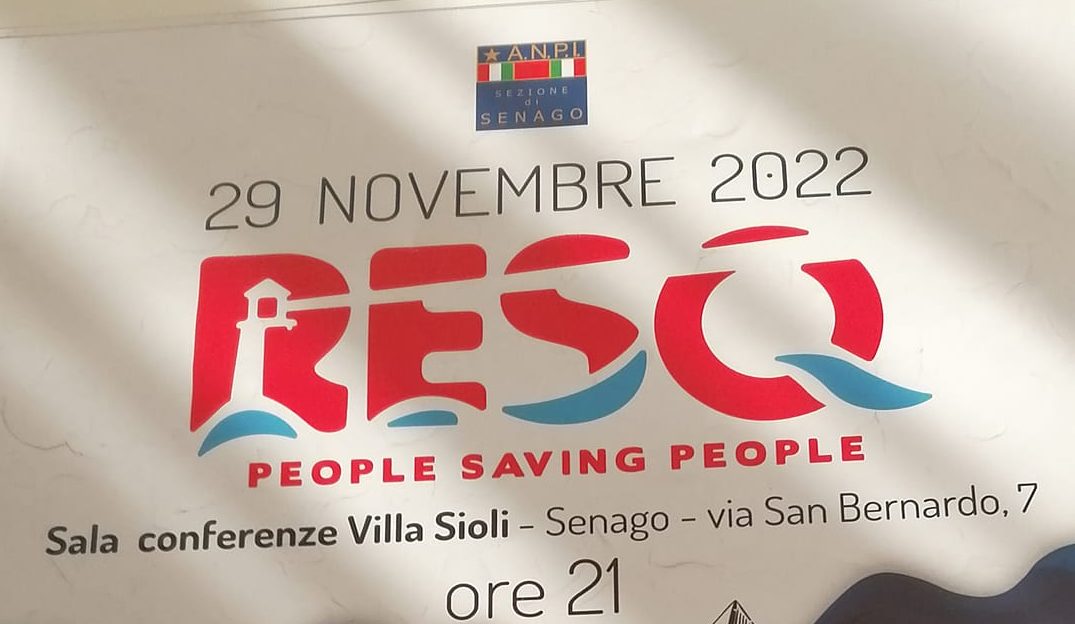 ★ A.N.P.I.
SEZIONE
di
SENAGO
29 NOVEMBRE 2022
RESQ
PEOPLE SAVING PEOPLE
Sala conferenze Villa Sioli – Senago – via San Bernardo, 7
ore 21